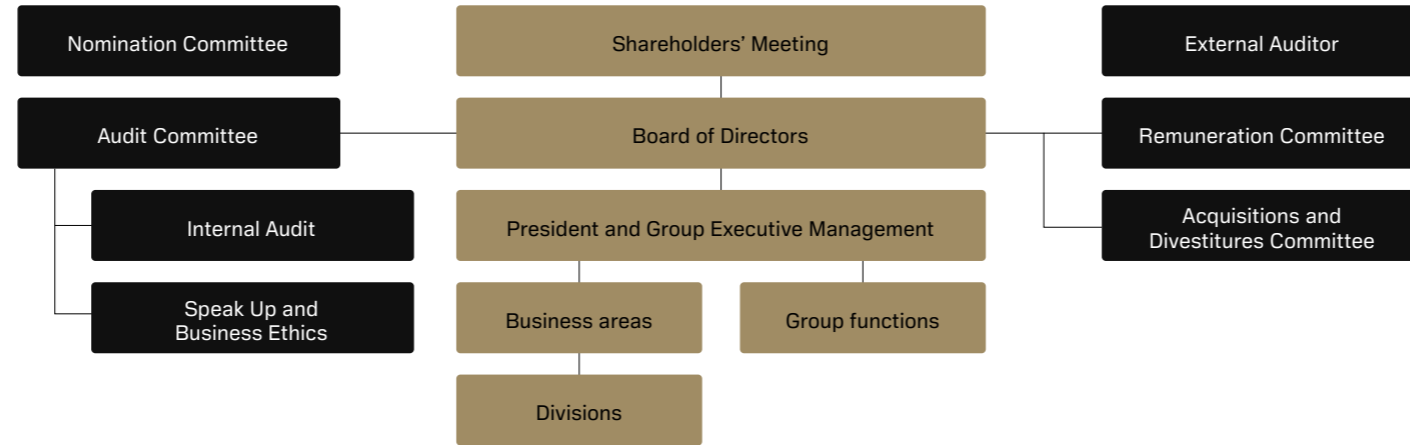 Nomination Committee
Shareholders’ Meeting
External Auditor
Audit Committee
Board of Directors
Remuneration Committee
Internal Audit
President and Group Executive Management
Acquisitions and
Divestitures Committee
Speak Up and
Business Ethics
Business areas
Group functions
Divisions